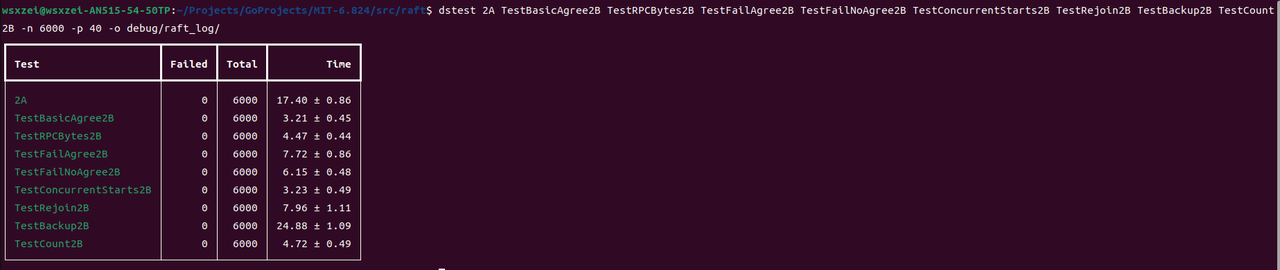 wsxzei@wsxzei-AN515-54-50TP:~/Projects/GoProjects/MIT-6.824/src/raft$ dstest 2A TestBasicAgree2B TestRPCBytes2B TestFailAgree2B TestFailNoAgree2B TestConcurrentStarts2B TestRejoin2B TestBackup2B TestCount
2B -n 6000 -p 40 -o debug/raft_log/
Test Failed Total Time
2A 0 6000 17.40 ± 0.86
TestBasicAgree2B 0 6000 3.21 ± 0.45
TestRPCBytes2B 0 6000 4.47 ± 0.44
TestFailAgree2B 0 6000 7.72 ± 0.86
TestFailNoAgree2B 0 6000 6.15 ± 0.48
TestConcurrentStarts2B 0 6000 3.23 ± 0.49
TestRejoin2B 0 6000 7.96 ± 1.11
TestBackup2B 0 6000 24.88 ± 1.09
TestCount2B 0 6000 4.72 ± 0.49